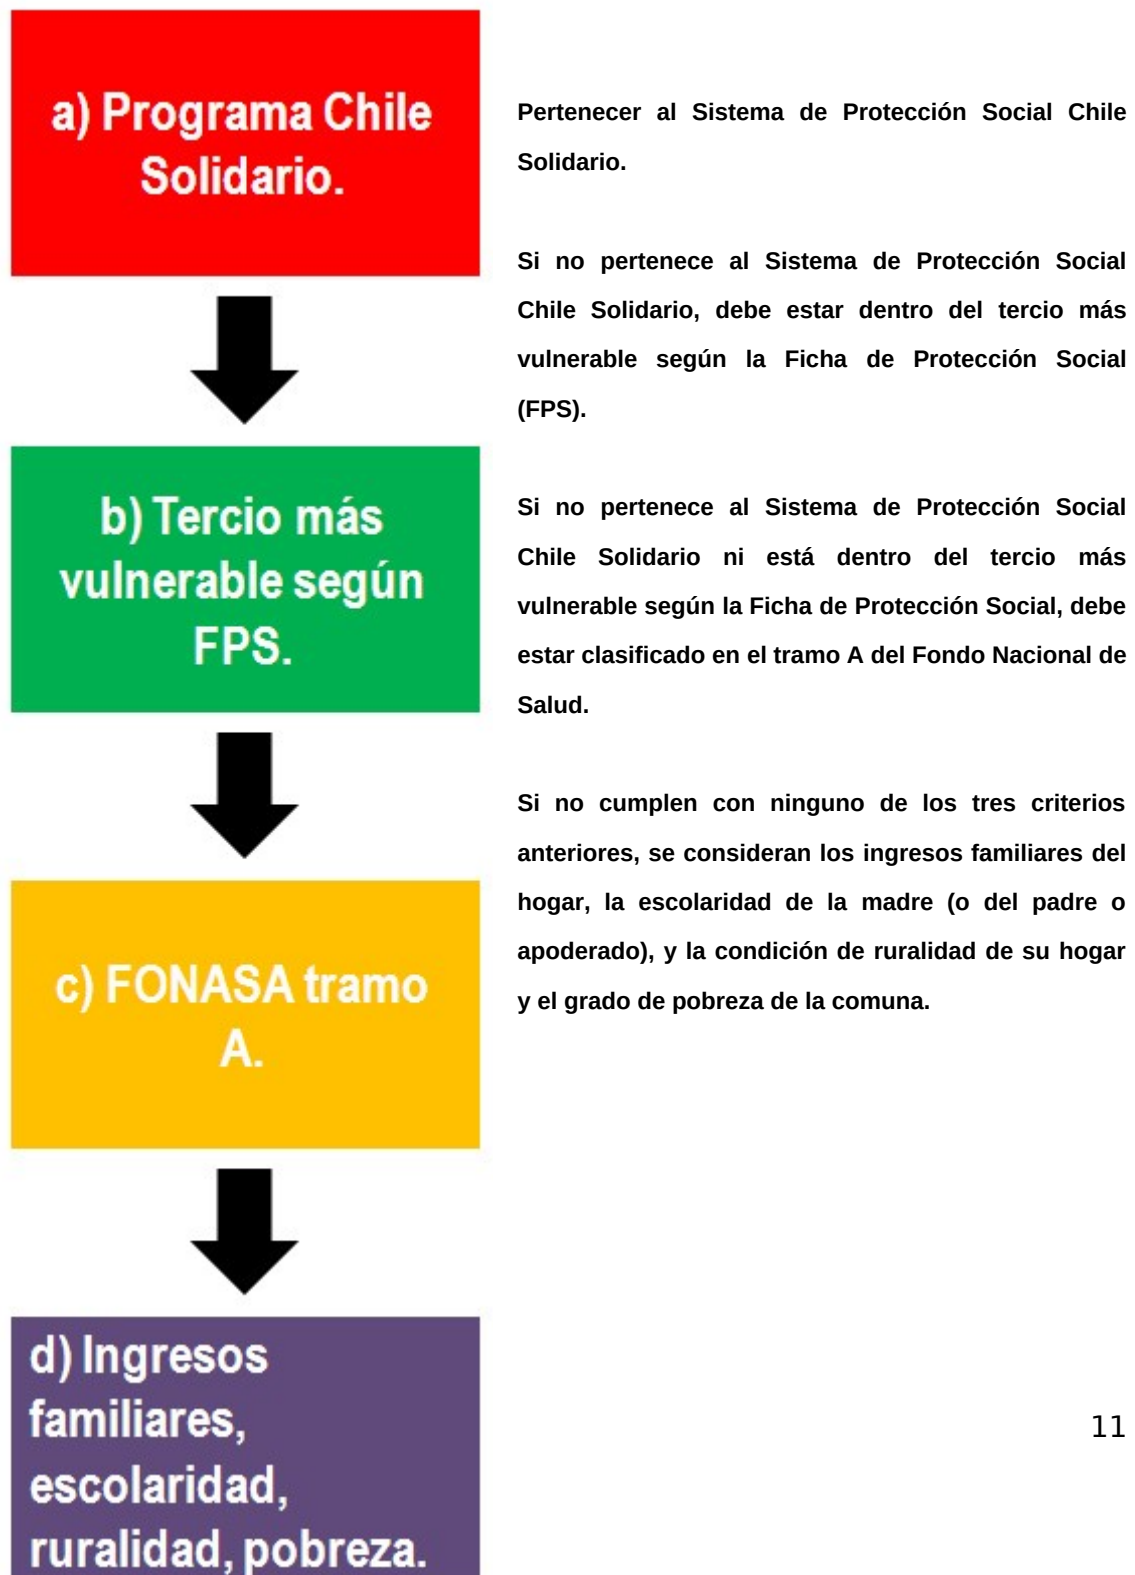 a) Programa Chile
Solidario.
Pertenecer al Sistema de Protección Social Chile
Solidario.
Si no pertenece al Sistema de Protección Social
Chile Solidario, debe estar dentro del tercio más
vulnerable según la Ficha de Protección Social
(FPS).
b) Tercio más
vulnerable según
FPS.
Si no pertenece al Sistema de Protección Social
Chile Solidario ni está dentro del tercio más
vulnerable según la Ficha de Protección Social, debe
estar clasificado en el tramo A del Fondo Nacional de
Salud.
Si no cumplen con ninguno de los tres criterios
anteriores, se consideran los ingresos familiares del
hogar, la escolaridad de la madre (o del padre o
apoderado), y la condición de ruralidad de su hogar
y el grado de pobreza de la comuna.
c) FONASA tramo
A.
d) Ingresos
familiares,
escolaridad,
ruralidad, pobreza.
11